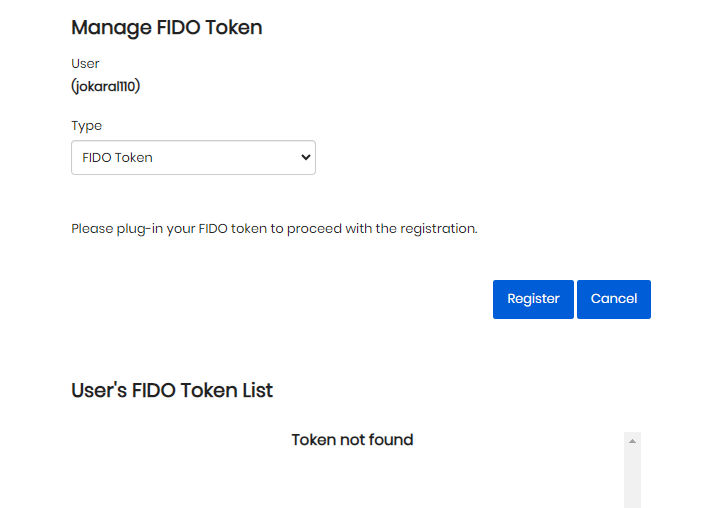 Manage FIDO Token
User
(jokaral110)
Type
FIDO Token
Please plug-in your FIDO token to proceed with the registration.
Register Cancel
User's FIDO Token List
Token not found